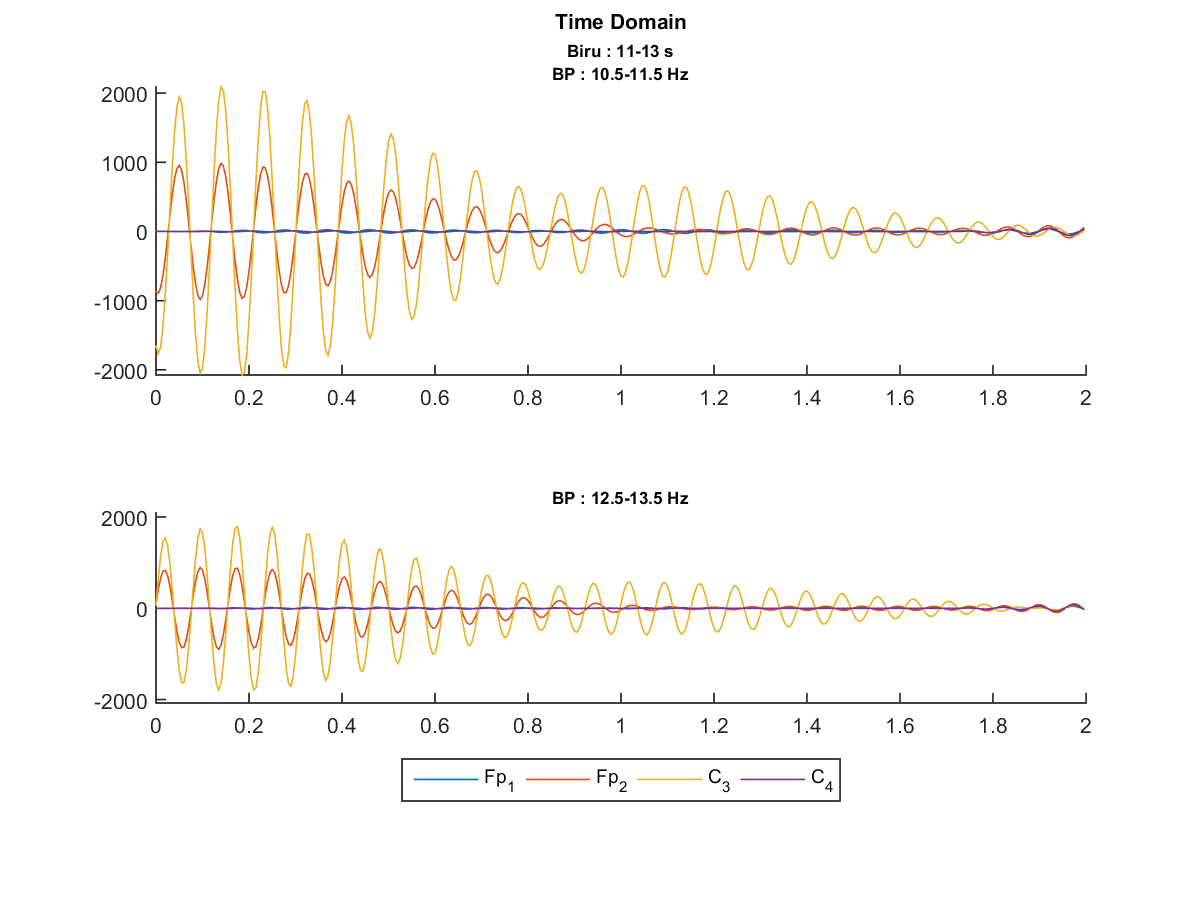 Time Domain
Biru : 11-13 s
BP : 10.5-11.5 Hz
2000
1000
0
-1000
-2000
0 0.2 0.4 0.6 0.8 1 1.2 1.4 1.6 1.8 2
BP : 12.5-13.5 Hz
2000
0
-2000
0 0.2 0.4 0.6 0.8 1 1.2 1.4 1.6 1.8 2
Fp1 Fp2 C3 C4